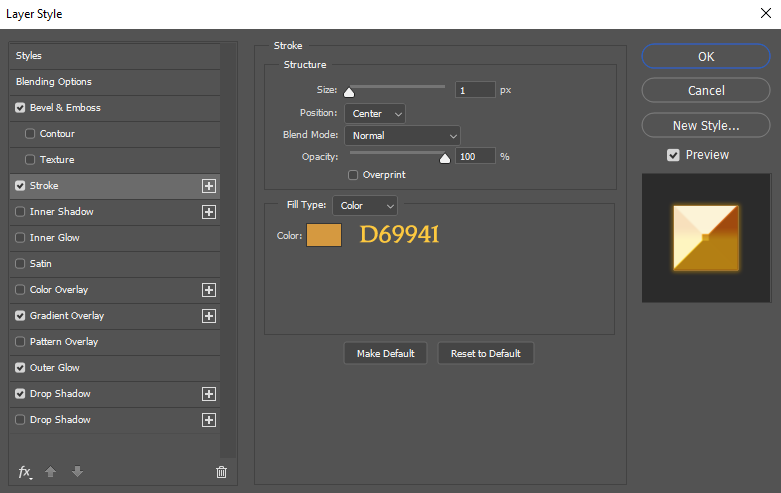 Layer Style
Styles
Blending Options
Bevel & Emboss
Contour
Texture
Stroke
Inner Shadow
Inner Glow
Satin
Color Overlay
Gradient Overlay
Pattern Overlay
Outer Glow
Drop Shadow
Drop Shadow
fx
Stroke
Structure
Size: 1 px
Position: Center
Blend Mode: Normal
Opacity: 100 %
Overprint
Fill Type: Color
Color: D69941
Make Default Reset to Default
OK
Cancel
New Style...
Preview